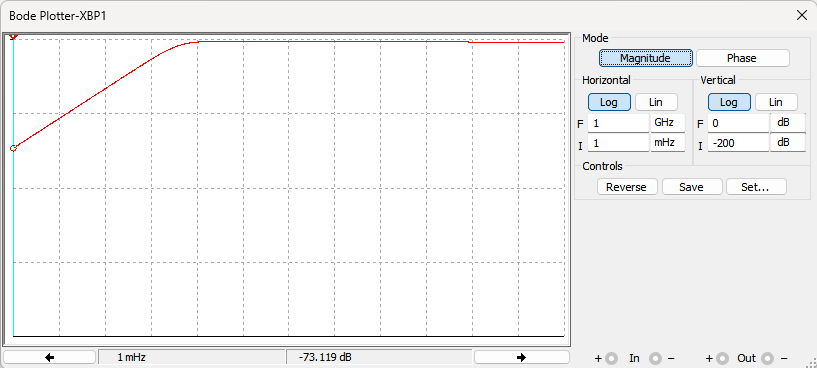 Bode Plotter-XBP1
Mode
Magnitude Phase
Horizontal Vertical
Log Lin Log Lin
F 1 GHz F 0 dB
I 1 mHz I -200 dB
Controls
Reverse Save Set...
1 mHz -73.119 dB + In − + Out −